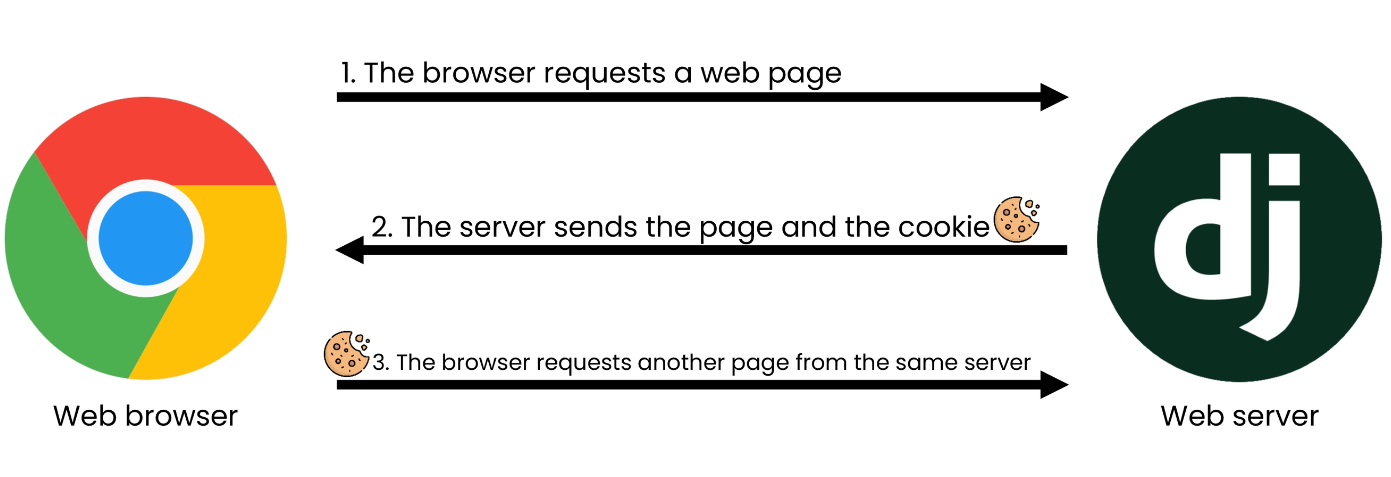 1. The browser requests a web page
2. The server sends the page and the cookie
3. The browser requests another page from the same server
dj
Web browser
Web server